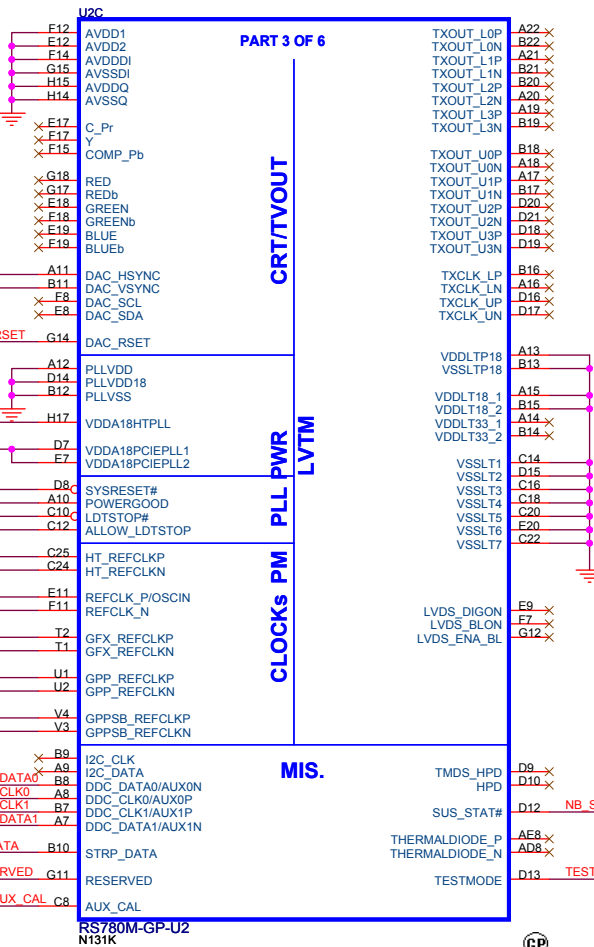 U2C
PART 3 OF 6
F12 AVDD1
E12 AVDD2
F14 AVDDDI
G15 AVSSDI
H15 AVDDQ
H14 AVSSQ
E17 C_Pr
F17 Y
F15 COMP_Pb
G18 RED
G17 REDb
E18 GREEN
F18 GREENb
E19 BLUE
F19 BLUEb
A11 DAC_HSYNC
B11 DAC_VSYNC
F8 DAC_SCL
E8 DAC_SDA
RSET G14 DAC_RSET
A12 PLLVDD
D14 PLLVDD18
B12 PLLVSS
H17 VDDA18HTPLL
D7 VDDA18PCIEPLL1
E7 VDDA18PCIEPLL2
D8 SYSRESET#
A10 POWERGOOD
C10 LDTSTOP#
C12 ALLOW_LDTSTOP
C25 HT_REFCLKP
C24 HT_REFCLKN
E11 REFCLK_P/OSCIN
F11 REFCLK_N
T2 GFX_REFCLKP
T1 GFX_REFCLKN
U1 GPP_REFCLKP
U2 GPP_REFCLKN
V4 GPPSB_REFCLKP
V3 GPPSB_REFCLKN
B9 I2C_CLK
A9 I2C_DATA
DATA0 B8 DDC_DATA0/AUX0N
CLK0 A8 DDC_CLK0/AUX0P
CLK1 B7 DDC_CLK1/AUX1P
DATA1 A7 DDC_DATA1/AUX1N
ATA B10 STRP_DATA
RVED G11 RESERVED
UX_CAL C8 AUX_CAL
CRT/TVOUT
PLL PWR
LVTM
CLOCKs PM
MIS.
TXOUT_L0P A22
TXOUT_L0N B22
TXOUT_L1P A21
TXOUT_L1N B21
TXOUT_L2P B20
TXOUT_L2N A20
TXOUT_L3P A19
TXOUT_L3N B19
TXOUT_U0P B18
TXOUT_U0N A18
TXOUT_U1P A17
TXOUT_U1N B17
TXOUT_U2P D20
TXOUT_U2N D21
TXOUT_U3P D18
TXOUT_U3N D19
TXCLK_LP B16
TXCLK_LN A16
TXCLK_UP D16
TXCLK_UN D17
VDDLTP18 A13
VSSLTP18 B13
VDDLT18_1 A15
VDDLT18_2 B15
VDDLT33_1 A14
VDDLT33_2 B14
VSSLT1 C14
VSSLT2 D15
VSSLT3 C16
VSSLT4 C18
VSSLT5 C20
VSSLT6 E20
VSSLT7 C22
LVDS_DIGON E9
LVDS_BLON F7
LVDS_ENA_BL G12
TMDS_HPD D9
HPD D10
SUS_STAT# D12 NB_S
THERMALDIODE_P AE8
THERMALDIODE_N AD8
TESTMODE D13 TEST
RS780M-GP-U2
N131K
GP